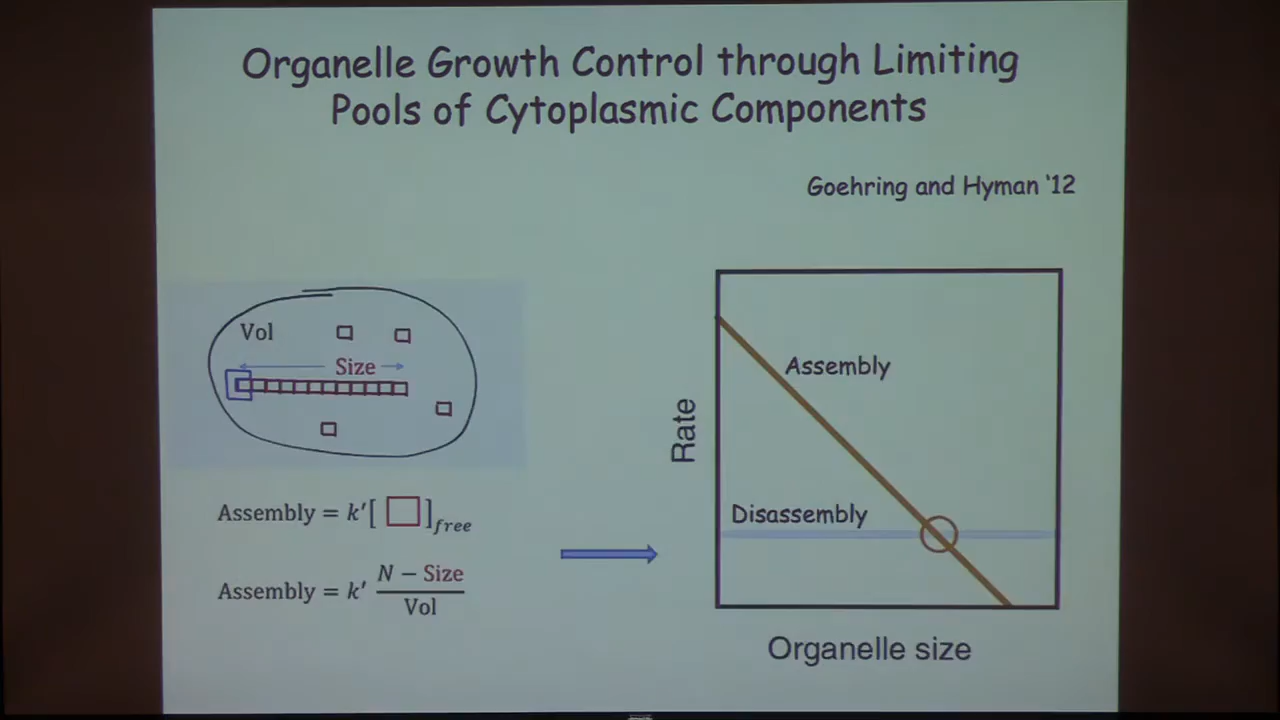 Organelle Growth Control through Limiting
Pools of Cytoplasmic Components
Goehring and Hyman '12
Vol
Size
Assembly = k′[ □ ]free
Assembly = k′ (N − Size)/Vol
Assembly
Disassembly
Rate
Organelle size